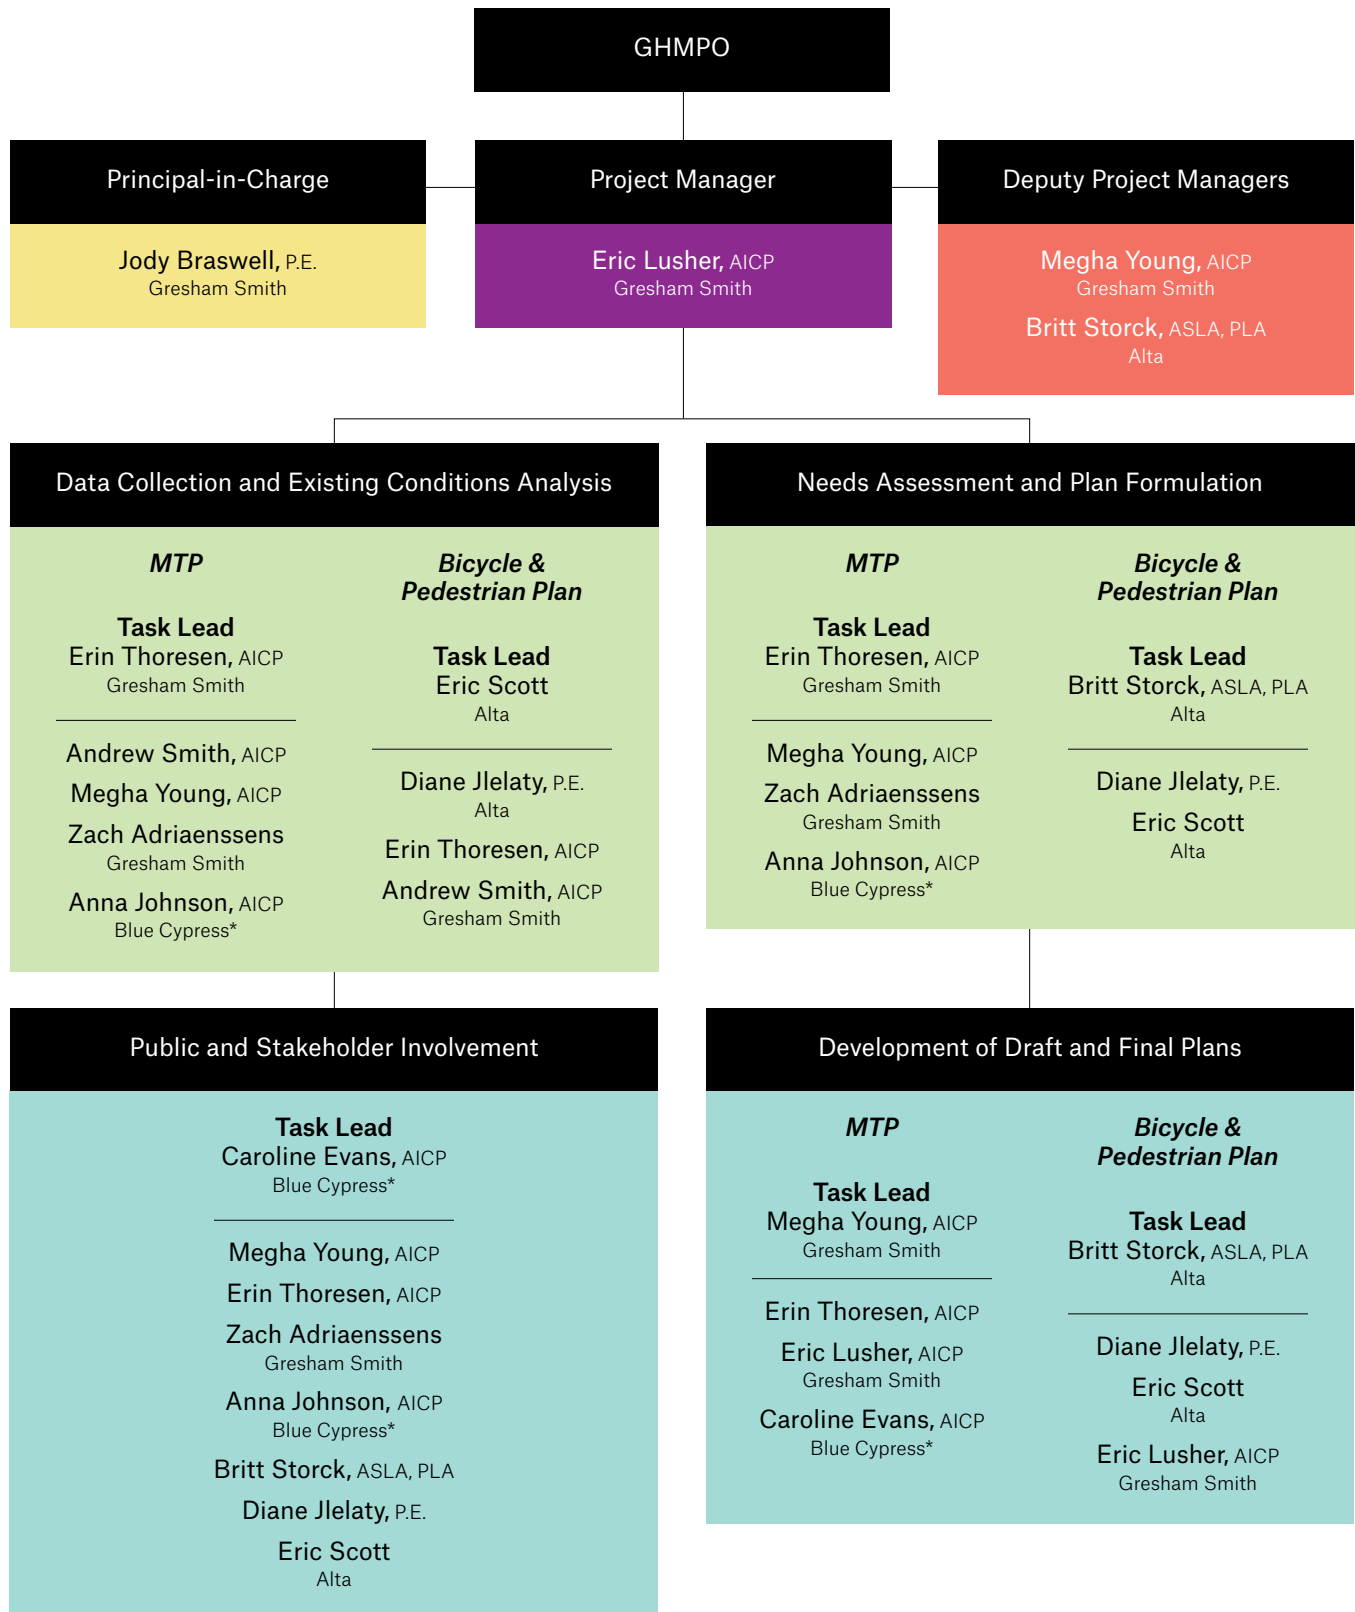 GHMPO
Principal-in-Charge
Jody Braswell, P.E.
Gresham Smith
Project Manager
Eric Lusher, AICP
Gresham Smith
Deputy Project Managers
Megha Young, AICP
Gresham Smith
Britt Storck, ASLA, PLA
Alta
Data Collection and Existing Conditions Analysis
MTP
Task Lead
Erin Thoresen, AICP
Gresham Smith
Andrew Smith, AICP
Megha Young, AICP
Zach Adriaenssens
Gresham Smith
Anna Johnson, AICP
Blue Cypress*
Bicycle &
Pedestrian Plan
Task Lead
Eric Scott
Alta
Diane Jlelaty, P.E.
Alta
Erin Thoresen, AICP
Andrew Smith, AICP
Gresham Smith
Needs Assessment and Plan Formulation
MTP
Task Lead
Erin Thoresen, AICP
Gresham Smith
Megha Young, AICP
Zach Adriaenssens
Gresham Smith
Anna Johnson, AICP
Blue Cypress*
Bicycle &
Pedestrian Plan
Task Lead
Britt Storck, ASLA, PLA
Alta
Diane Jlelaty, P.E.
Eric Scott
Alta
Public and Stakeholder Involvement
Task Lead
Caroline Evans, AICP
Blue Cypress*
Megha Young, AICP
Erin Thoresen, AICP
Zach Adriaenssens
Gresham Smith
Anna Johnson, AICP
Blue Cypress*
Britt Storck, ASLA, PLA
Diane Jlelaty, P.E.
Eric Scott
Alta
Development of Draft and Final Plans
MTP
Task Lead
Megha Young, AICP
Gresham Smith
Erin Thoresen, AICP
Eric Lusher, AICP
Gresham Smith
Caroline Evans, AICP
Blue Cypress*
Bicycle &
Pedestrian Plan
Task Lead
Britt Storck, ASLA, PLA
Alta
Diane Jlelaty, P.E.
Eric Scott
Alta
Eric Lusher, AICP
Gresham Smith